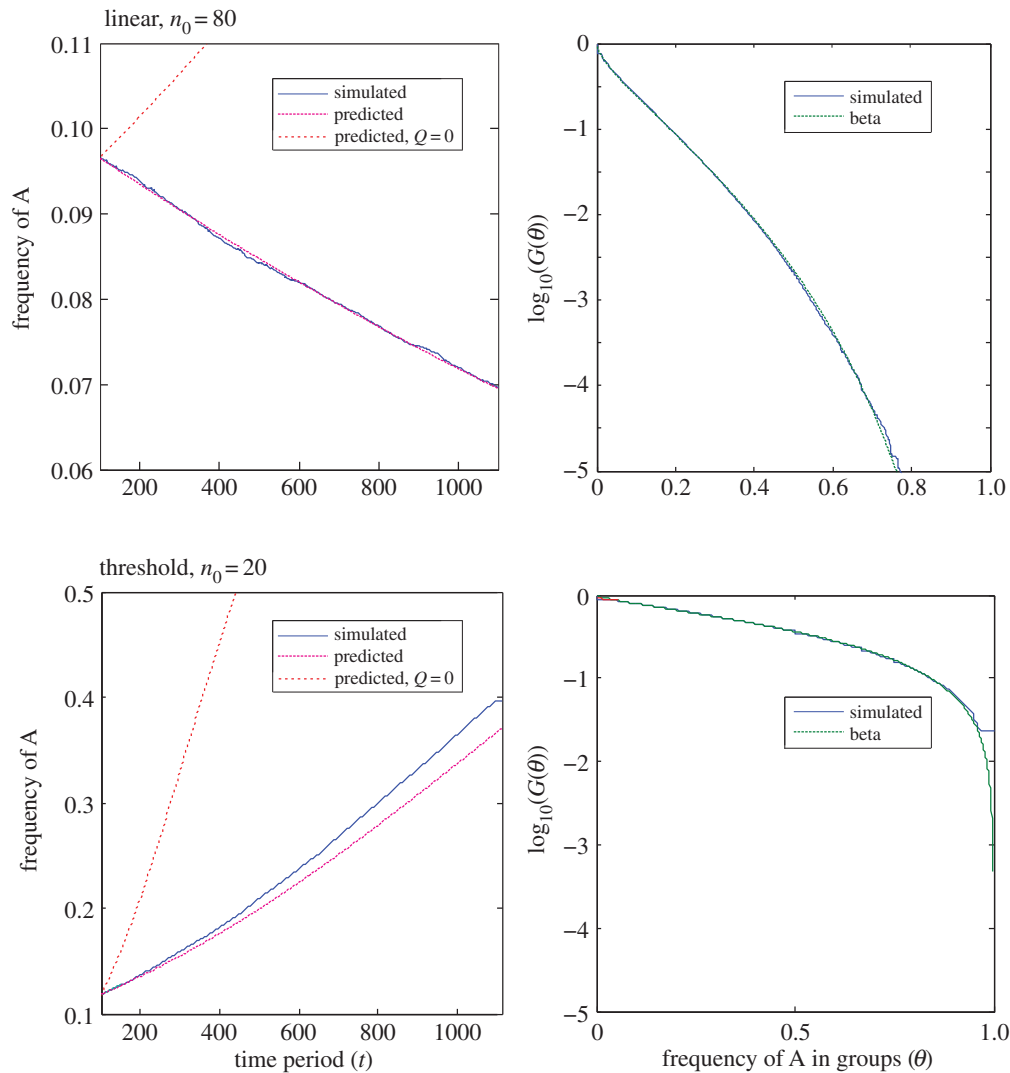 linear, n₀ = 80
frequency of A
0.11
0.10
0.09
0.08
0.07
0.06
200 400 600 800 1000
simulated
predicted
predicted, Q = 0
log₁₀(G(θ))
0
−1
−2
−3
−4
−5
0 0.2 0.4 0.6 0.8 1.0
simulated
beta
threshold, n₀ = 20
frequency of A
0.5
0.4
0.3
0.2
0.1
200 400 600 800 1000
time period (t)
simulated
predicted
predicted, Q = 0
log₁₀(G(θ))
0
−1
−2
−3
−4
−5
0 0.5 1.0
frequency of A in groups (θ)
simulated
beta